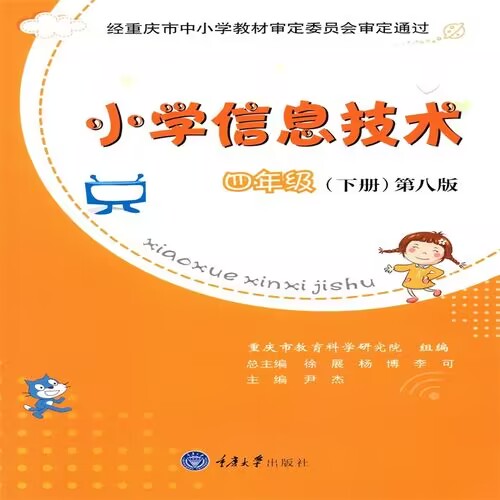 经重庆市中小学教材审定委员会审定通过
小学信息技术
四年级（下册）第八版
xiaoxue xinxi jishu
重庆市教育科学研究院 组编
总主编 徐展 杨博 李可
主编 尹杰
重庆大学出版社